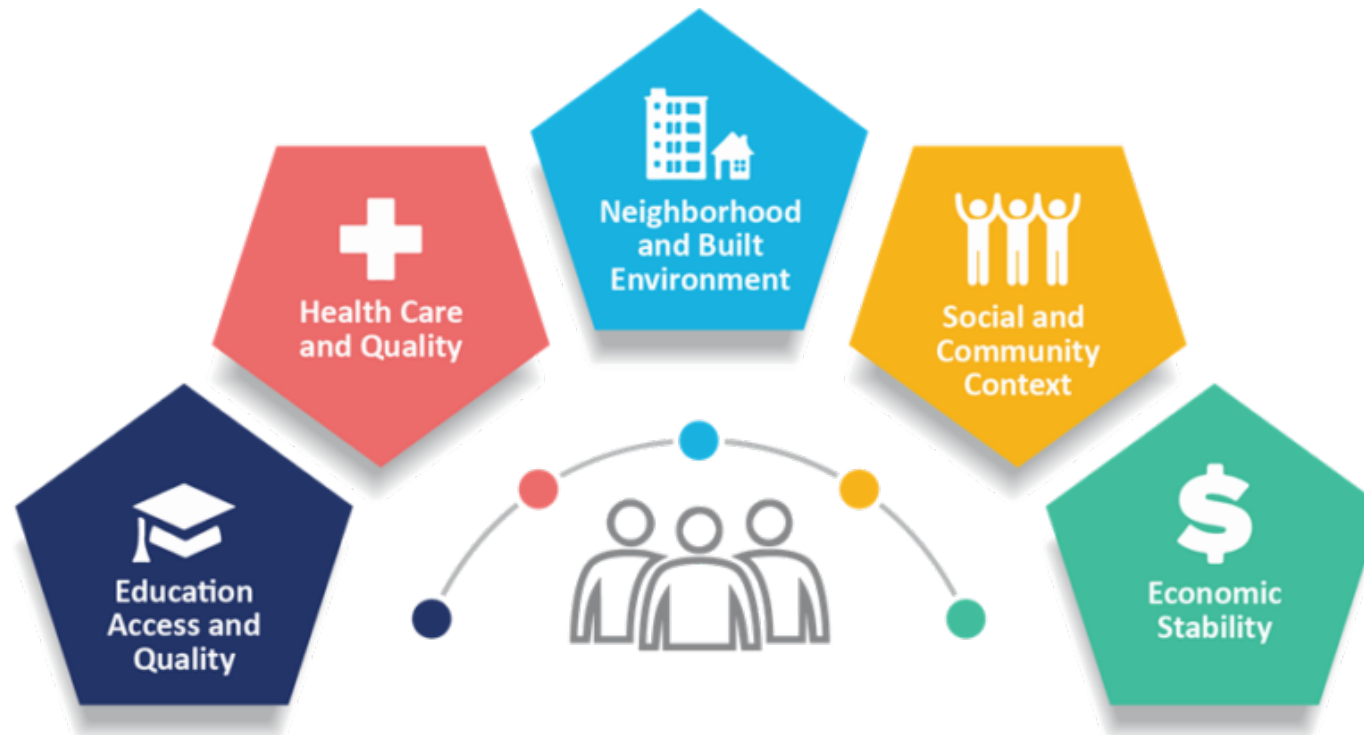 Neighborhood
and Built
Environment
Health Care
and Quality
Social and
Community
Context
Education
Access and
Quality
$
Economic
Stability